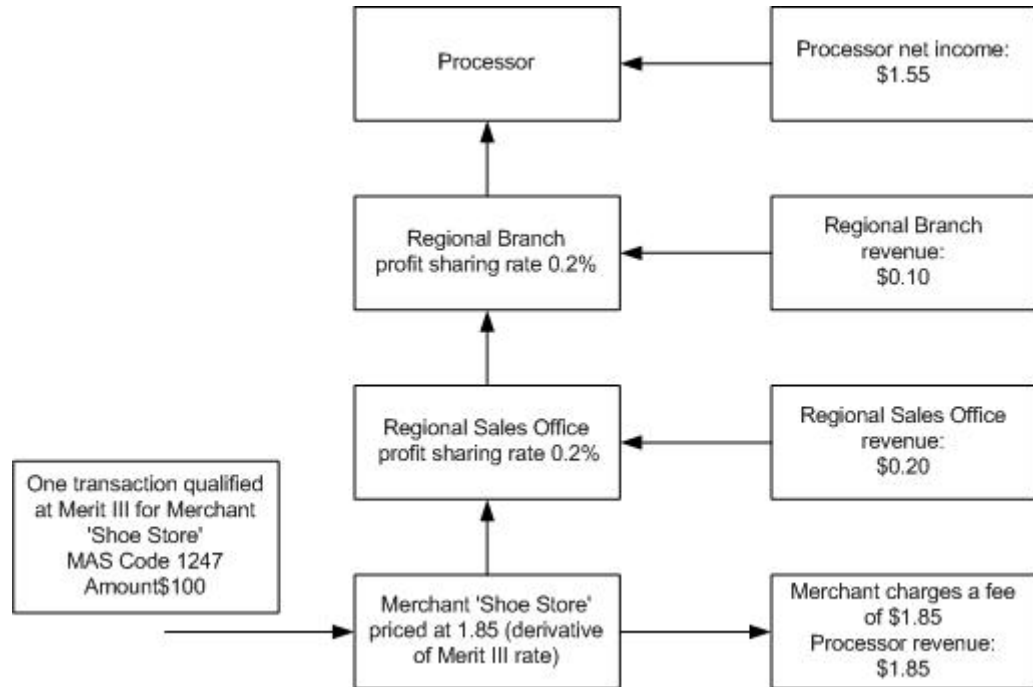 Processor
Processor net income:
$1.55
Regional Branch
profit sharing rate 0.2%
Regional Branch
revenue:
$0.10
Regional Sales Office
profit sharing rate 0.2%
Regional Sales Office
revenue:
$0.20
One transaction qualified
at Merit III for Merchant
'Shoe Store'
MAS Code 1247
Amount$100
Merchant 'Shoe Store'
priced at 1.85 (derivative
of Merit III rate)
Merchant charges a fee
of $1.85
Processor revenue:
$1.85